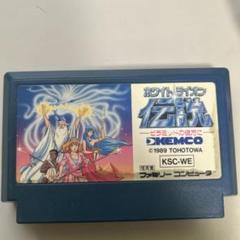 ホワイトライオン
伝説
ピラミッドの彼方に
KEMCO
©1989 TOHOTOWA
KSC-WE
ファミリー コンピュータ